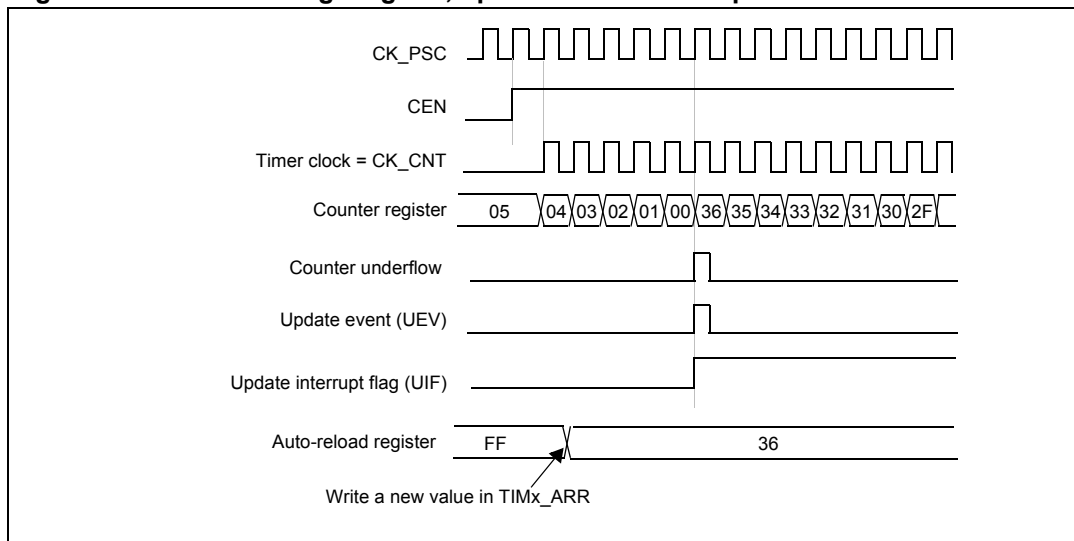 CK_PSC
CEN
Timer clock = CK_CNT
Counter register 05 04 03 02 01 00 36 35 34 33 32 31 30 2F
Counter underflow
Update event (UEV)
Update interrupt flag (UIF)
Auto-reload register FF 36
Write a new value in TIMx_ARR